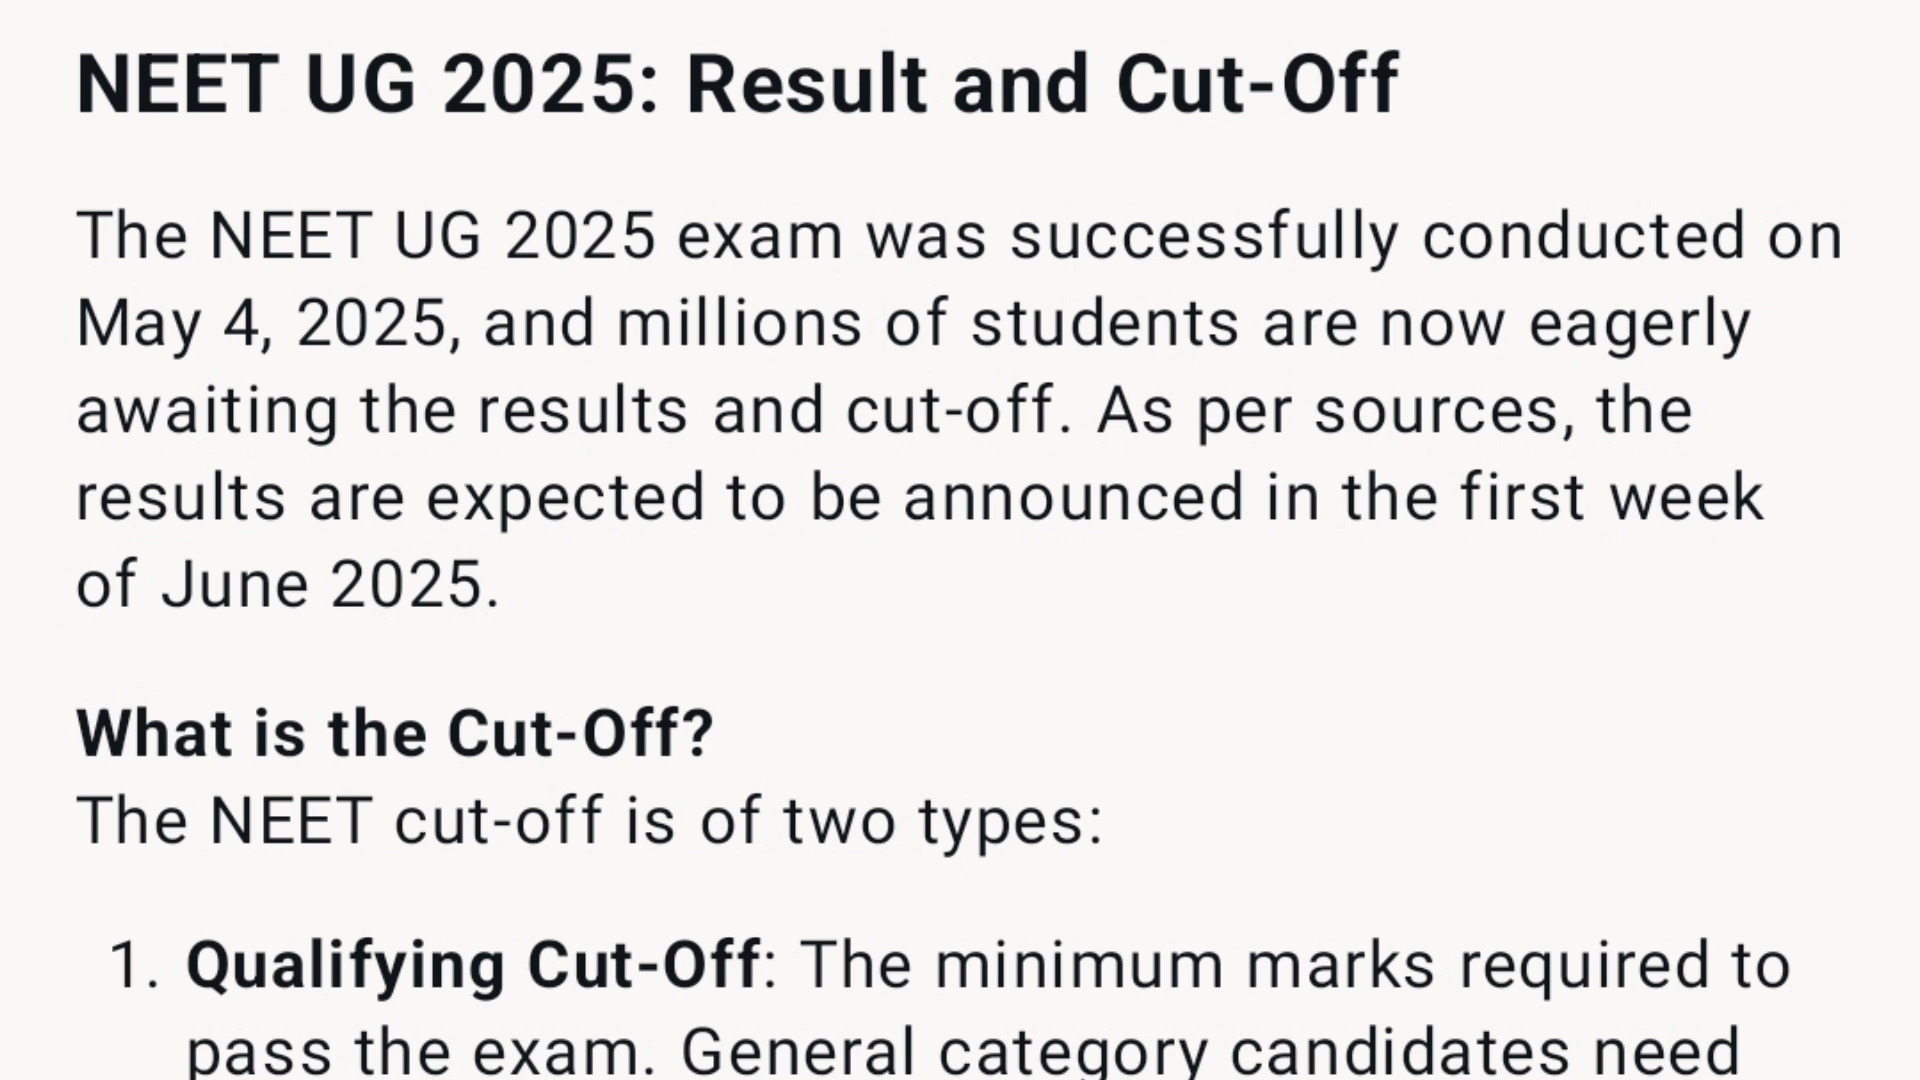 NEET UG 2025: Result and Cut-Off
The NEET UG 2025 exam was successfully conducted on
May 4, 2025, and millions of students are now eagerly
awaiting the results and cut-off. As per sources, the
results are expected to be announced in the first week
of June 2025.
What is the Cut-Off?
The NEET cut-off is of two types:
1. Qualifying Cut-Off: The minimum marks required to
pass the exam. General category candidates need